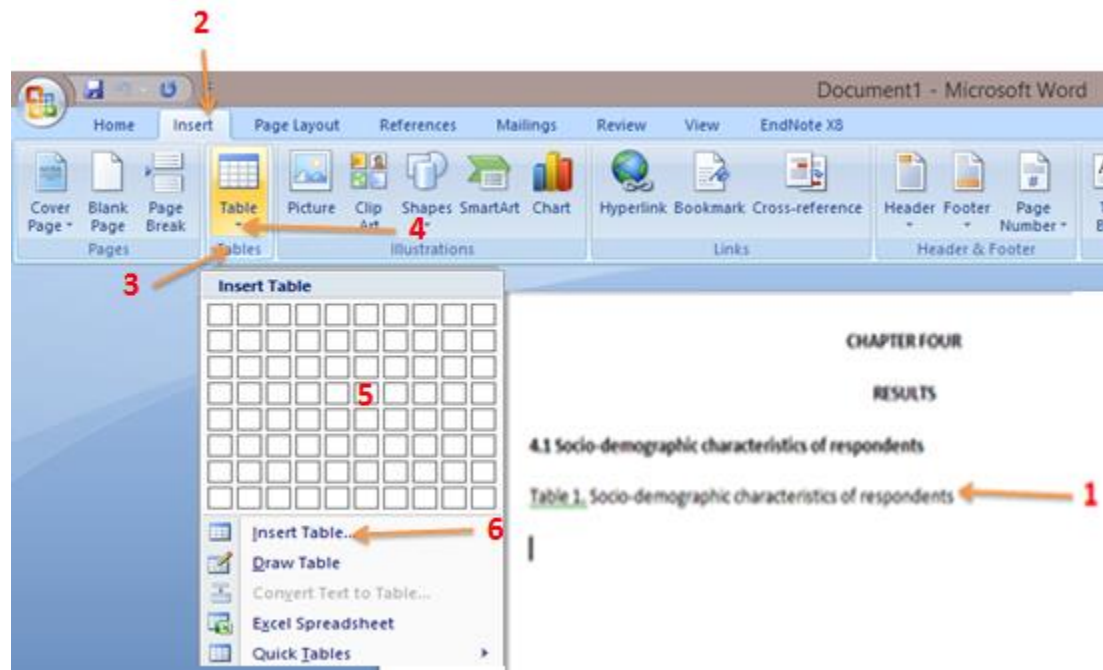 2
Document1 - Microsoft Word
Home Insert Page Layout References Mailings Review View EndNote X8
Cover Page Blank Page Page Break Table Picture Clip Art Shapes SmartArt Chart Hyperlink Bookmark Cross-reference Header Footer Page Number
4
Pages Tables Illustrations Links Header & Footer
3
Insert Table
5
CHAPTER FOUR
RESULTS
4.1 Socio-demographic characteristics of respondents
Table 1. Socio-demographic characteristics of respondents
1
Insert Table...
6
Draw Table
Convert Text to Table...
Excel Spreadsheet
Quick Tables